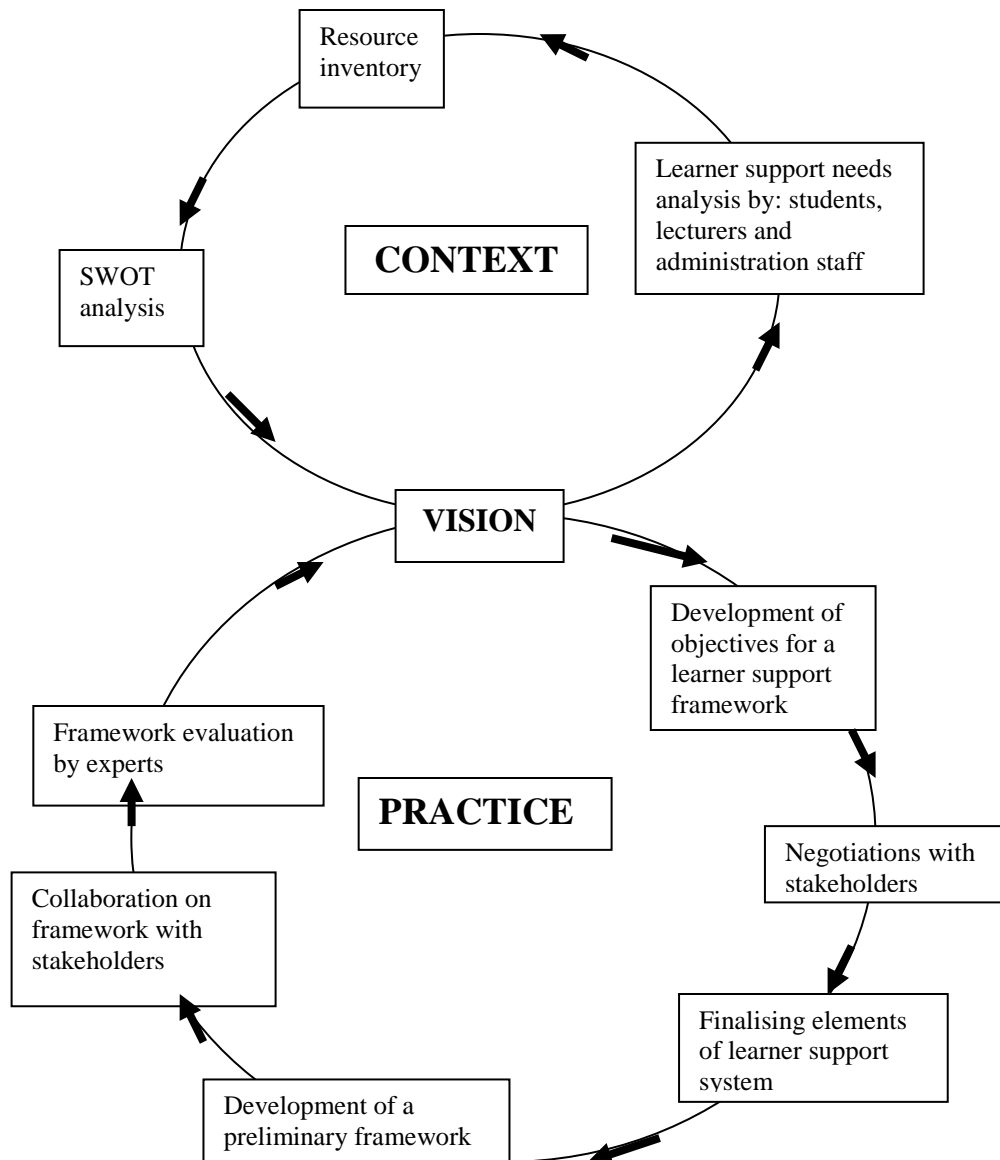 Resource
inventory
Learner support needs
analysis by: students,
lecturers and
administration staff
CONTEXT
SWOT
analysis
VISION
Development of
objectives for a
learner support
framework
Framework evaluation
by experts
PRACTICE
Negotiations with
stakeholders
Collaboration on
framework with
stakeholders
Finalising elements
of learner support
system
Development of a
preliminary framework